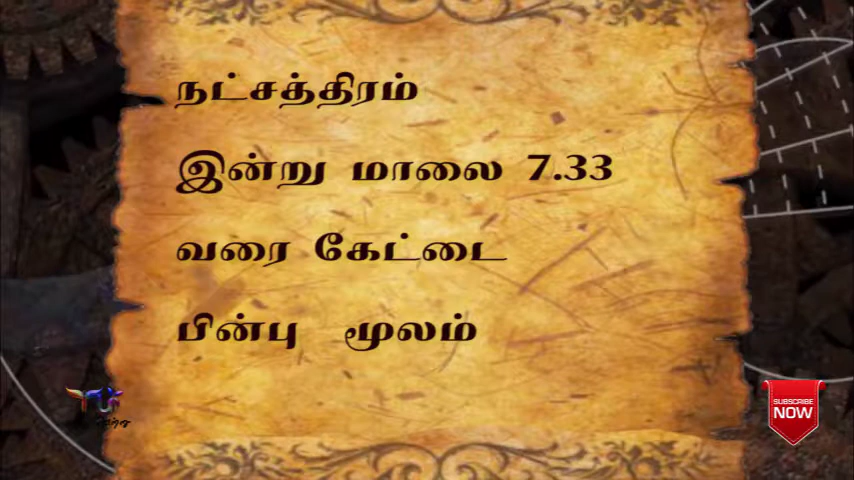 நட்சத்திரம்
இன்று மாலை 7.33
வரை கேட்டை
பின்பு மூலம்
SUBSCRIBE
NOW